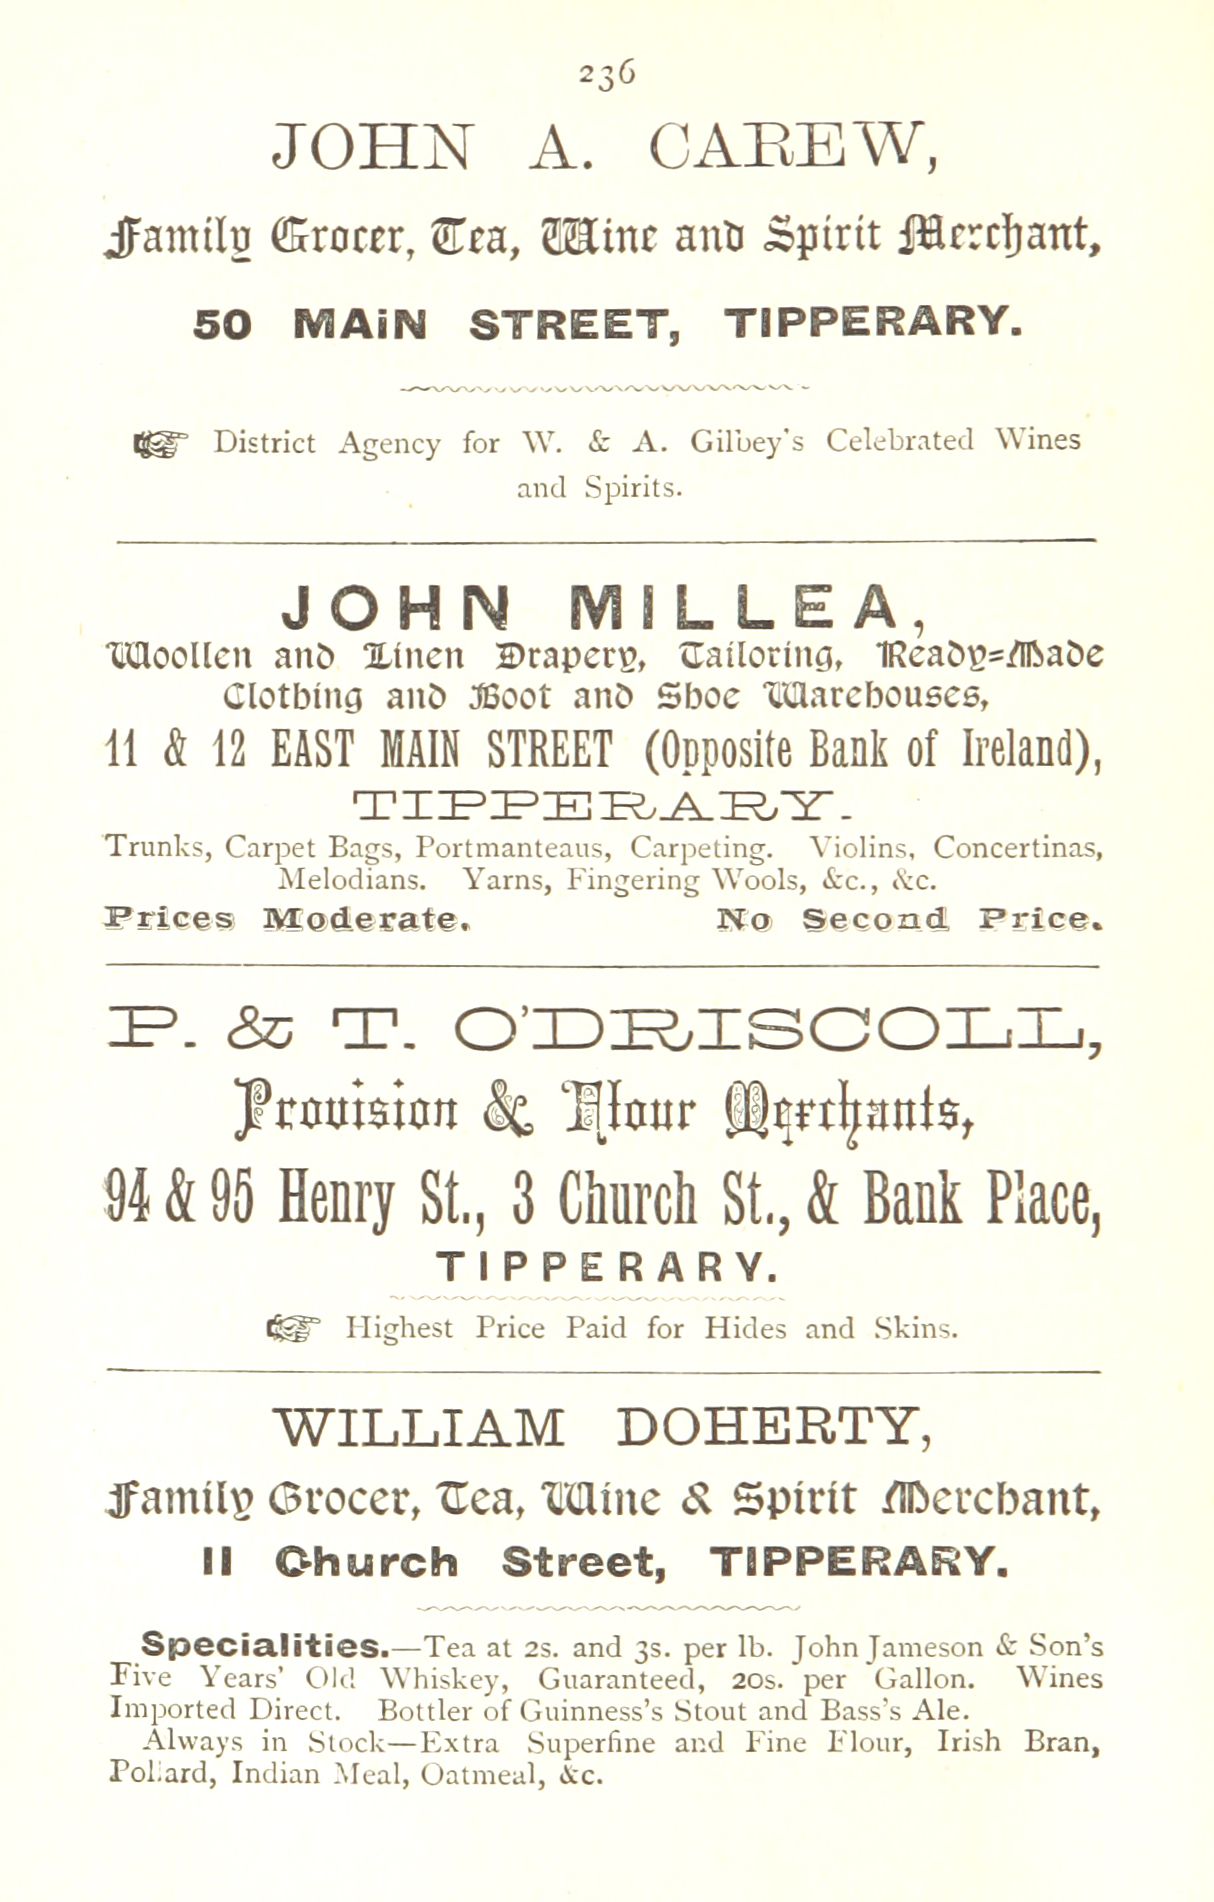 236
JOHN A. CAREW,
Family Grocer, Tea, Wine and Spirit Merchant,
50 MAiN STREET, TIPPERARY.
☞ District Agency for W. & A. Gilbey's Celebrated Wines
and Spirits.
JOHN MILLEA,
Woollen and Linen Drapery, Tailoring, Ready=Made
Clothing and Boot and Shoe Warehouses,
11 & 12 EAST MAIN STREET (Opposite Bank of Ireland),
TIPPERARY.
Trunks, Carpet Bags, Portmanteaus, Carpeting. Violins, Concertinas,
Melodians. Yarns, Fingering Wools, &c., &c.
Prices Moderate. No Second Price.
P. & T. O'DRISCOLL,
Provision & Flour Merchants,
94 & 95 Henry St., 3 Church St., & Bank Place,
TIPPERARY.
☞ Highest Price Paid for Hides and Skins.
WILLIAM DOHERTY,
Family Grocer, Tea, Wine & Spirit Merchant,
11 Church Street, TIPPERARY.
Specialities.—Tea at 2s. and 3s. per lb. John Jameson & Son's
Five Years' Old Whiskey, Guaranteed, 20s. per Gallon. Wines
Imported Direct. Bottler of Guinness's Stout and Bass's Ale.
Always in Stock—Extra Superfine and Fine Flour, Irish Bran,
Pollard, Indian Meal, Oatmeal, &c.